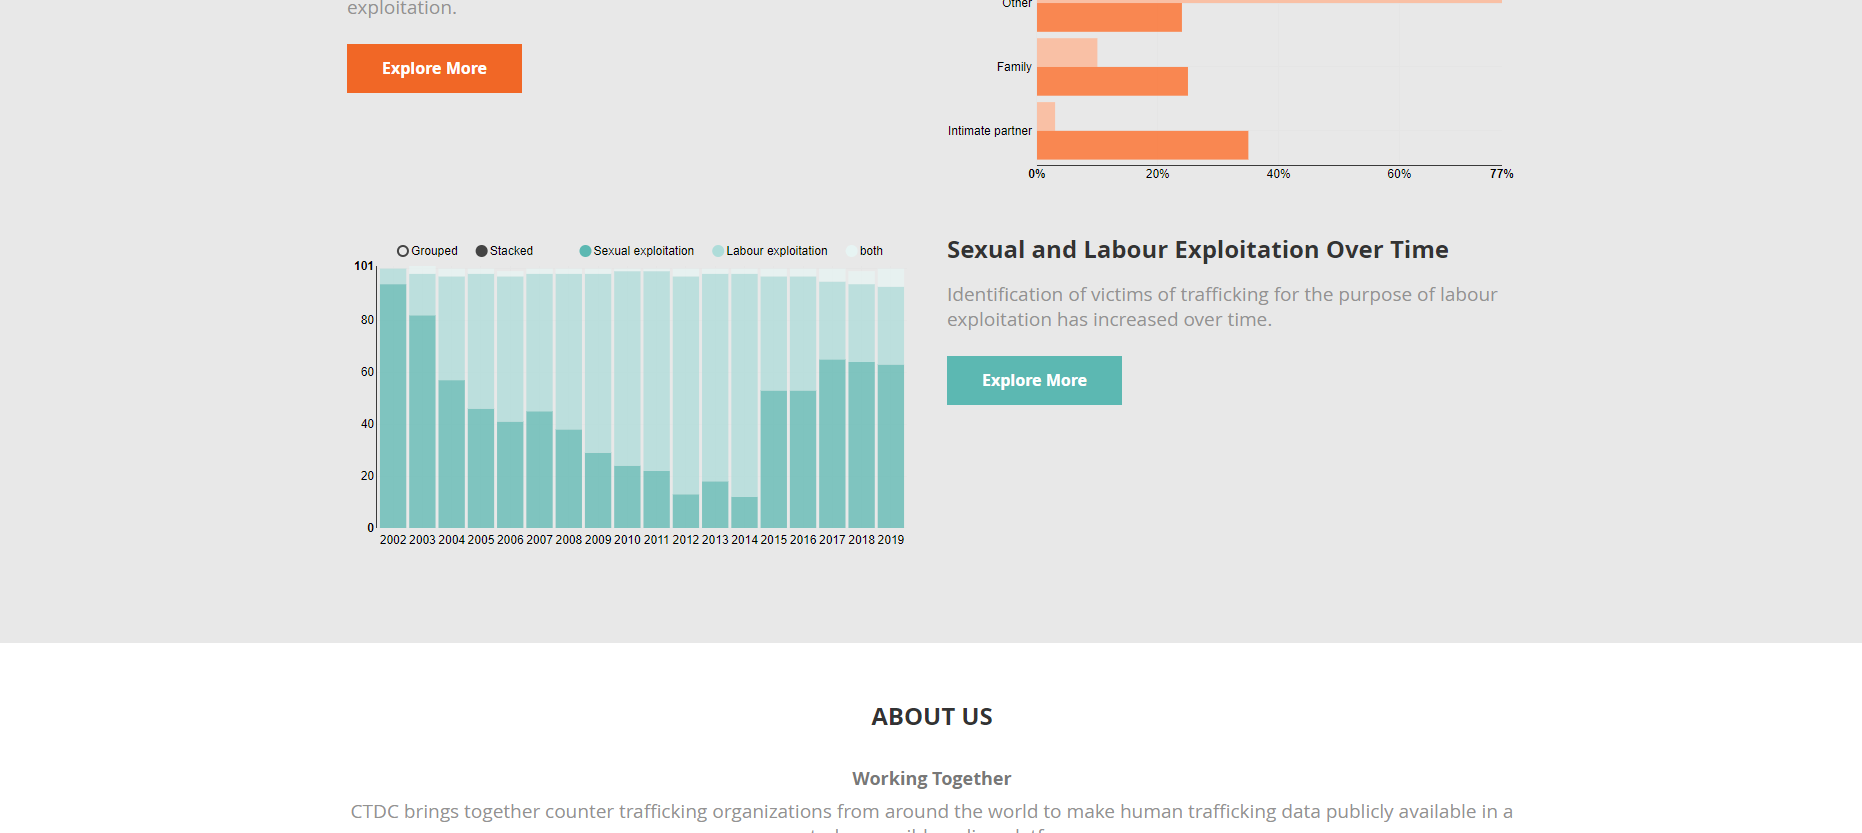 exploitation.
Explore More
Other
Family
Intimate partner
0% 20% 40% 60% 77%
Grouped Stacked Sexual exploitation Labour exploitation both
101
80
60
40
20
0
2002 2003 2004 2005 2006 2007 2008 2009 2010 2011 2012 2013 2014 2015 2016 2017 2018 2019
Sexual and Labour Exploitation Over Time
Identification of victims of trafficking for the purpose of labour
exploitation has increased over time.
Explore More
ABOUT US
Working Together
CTDC brings together counter trafficking organizations from around the world to make human trafficking data publicly available in a